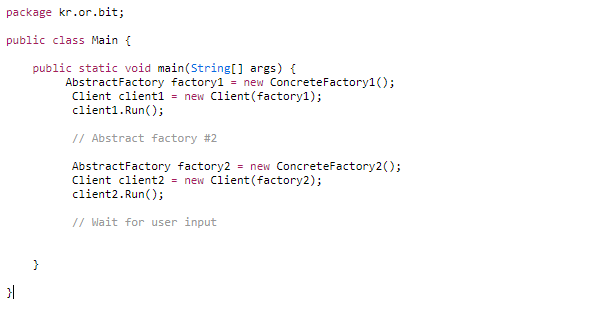 package kr.or.bit;
public class Main {
public static void main(String[] args) {
AbstractFactory factory1 = new ConcreteFactory1();
Client client1 = new Client(factory1);
client1.Run();
// Abstract factory #2
AbstractFactory factory2 = new ConcreteFactory2();
Client client2 = new Client(factory2);
client2.Run();
// Wait for user input
}
}